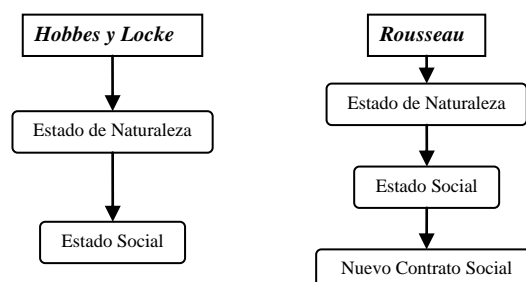 Hobbes y Locke
Estado de Naturaleza
Estado Social
Rousseau
Estado de Naturaleza
Estado Social
Nuevo Contrato Social